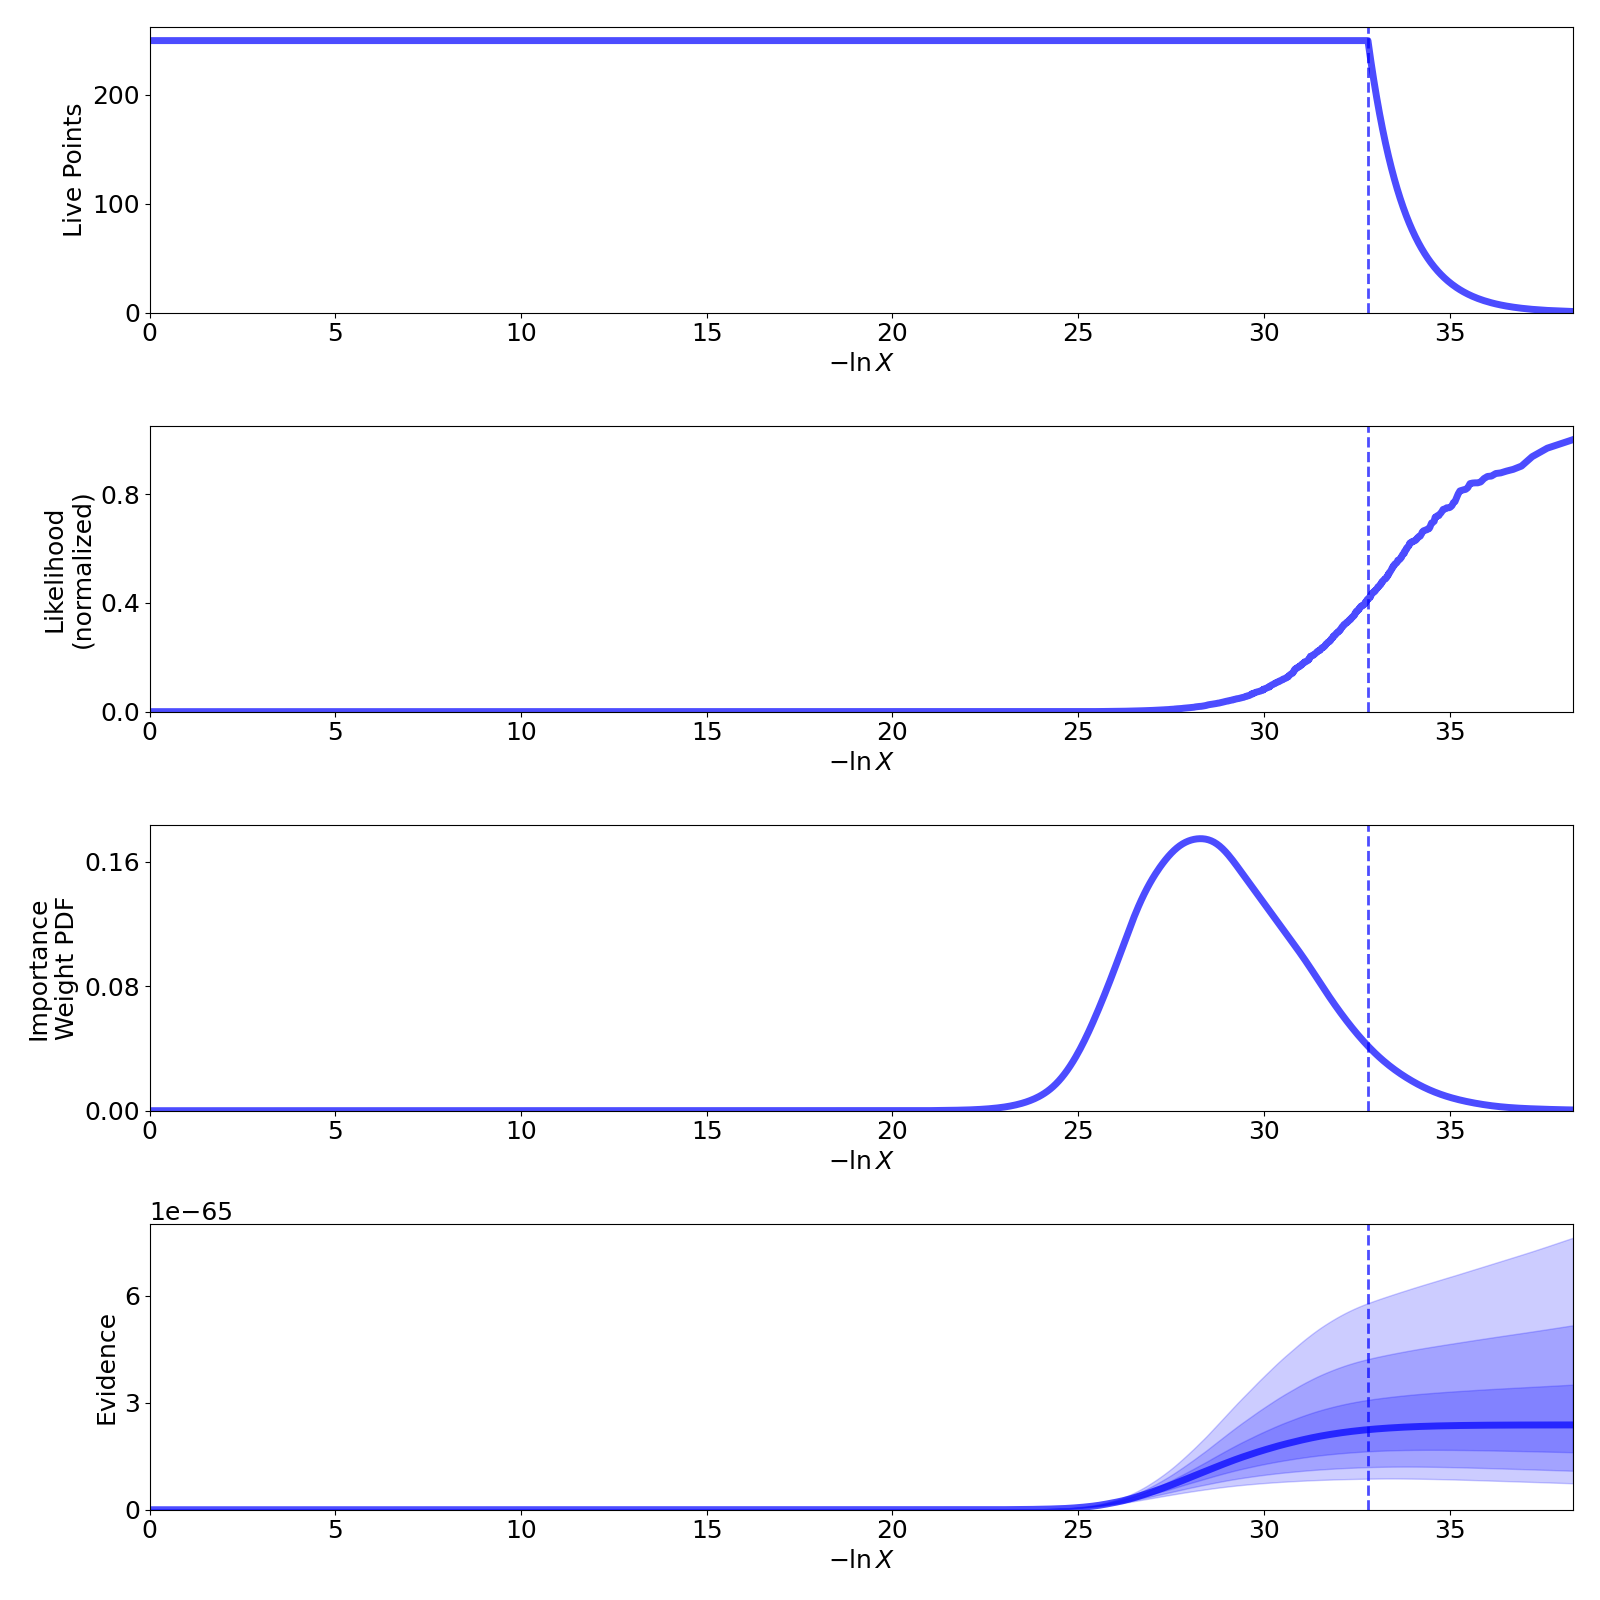 Live Points
200
100
0
0 5 10 15 20 25 30 35
−ln X
Likelihood
(normalized)
0.8
0.4
0.0
0 5 10 15 20 25 30 35
−ln X
Importance
Weight PDF
0.16
0.08
0.00
0 5 10 15 20 25 30 35
−ln X
1e−65
Evidence
6
3
0
0 5 10 15 20 25 30 35
−ln X